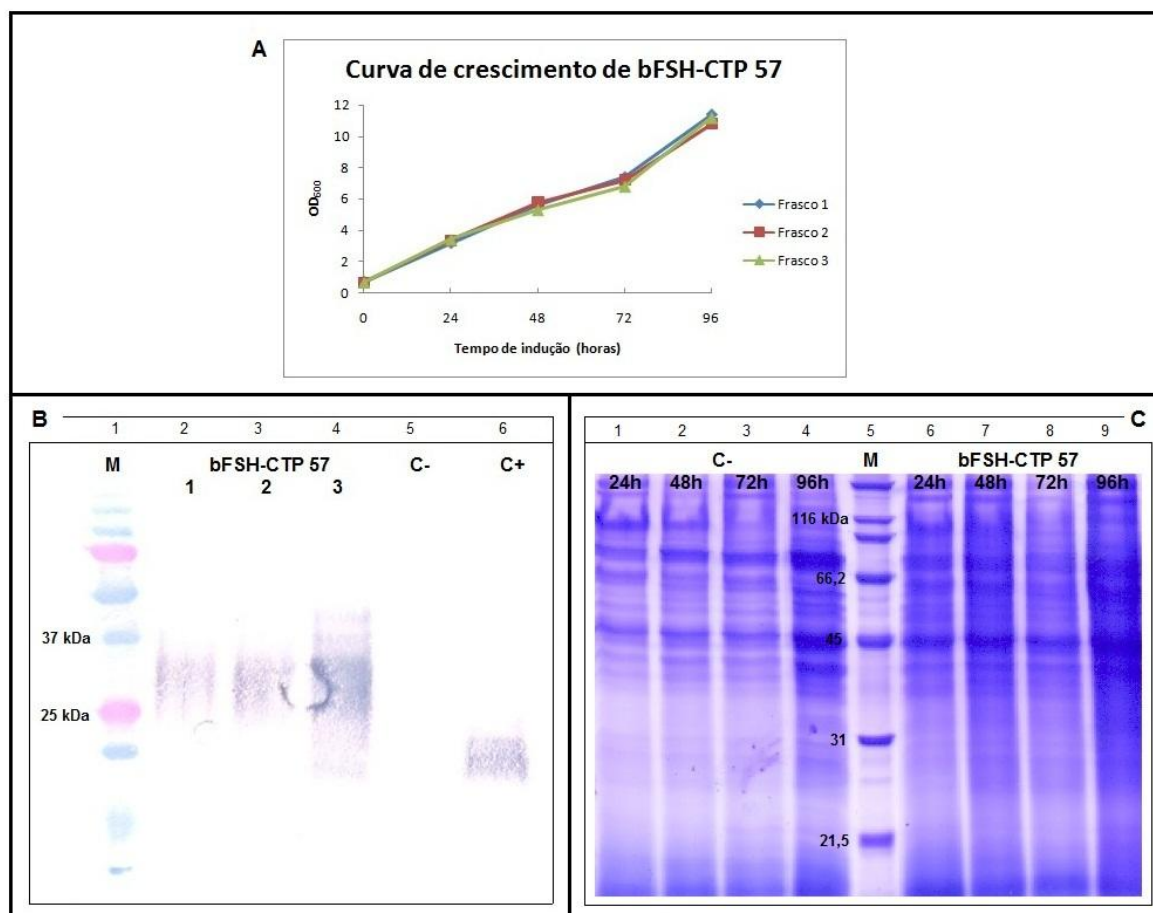 A
Curva de crescimento de bFSH-CTP 57
12
10
8
6
4
2
0
OD600
0 24 48 72 96
Tempo de indução (horas)
Frasco 1
Frasco 2
Frasco 3
B
1 2 3 4 5 6
M bFSH-CTP 57 C- C+
1 2 3
37 kDa
25 kDa
C
1 2 3 4 5 6 7 8 9
C- M bFSH-CTP 57
24h 48h 72h 96h 24h 48h 72h 96h
116 kDa
66,2
45
31
21,5